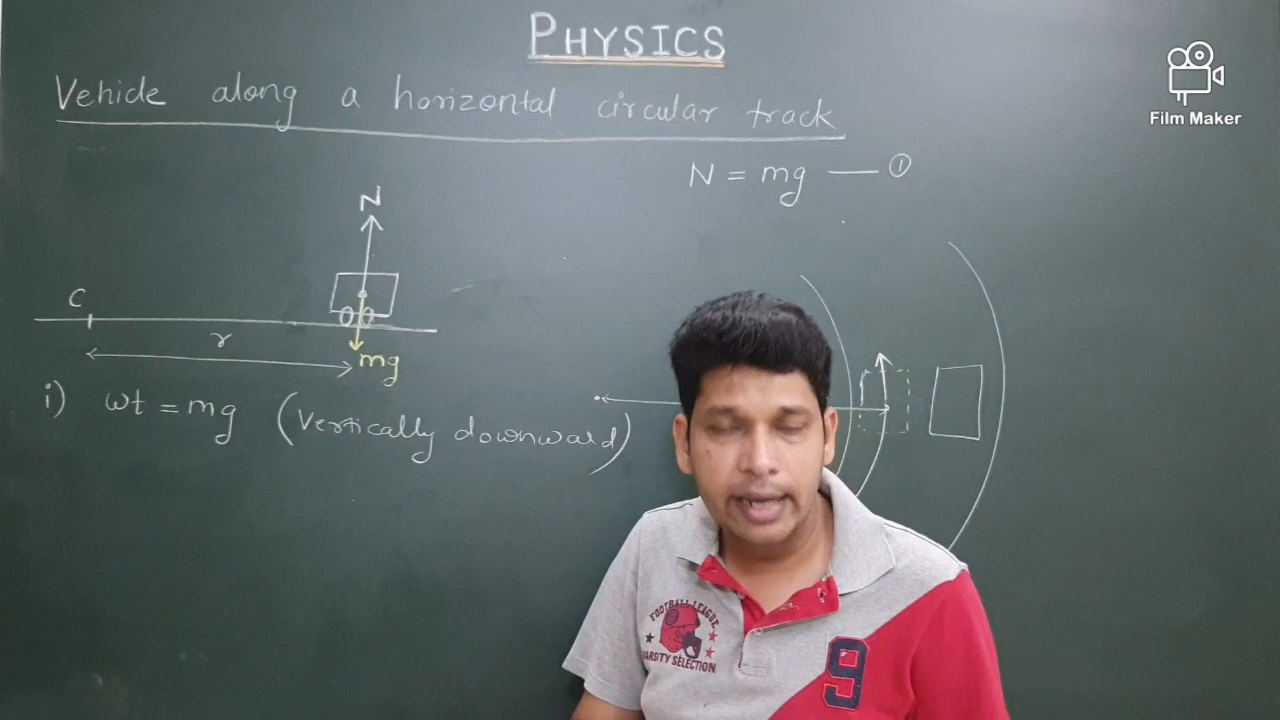 PHYSICS
Vehicle along a horizontal circular track
Film Maker
N = mg — ①
N
C
r
mg
i) wt = mg (Vertically downward)
FOOTBALL LEAGUE
VARSITY SELECTION
9